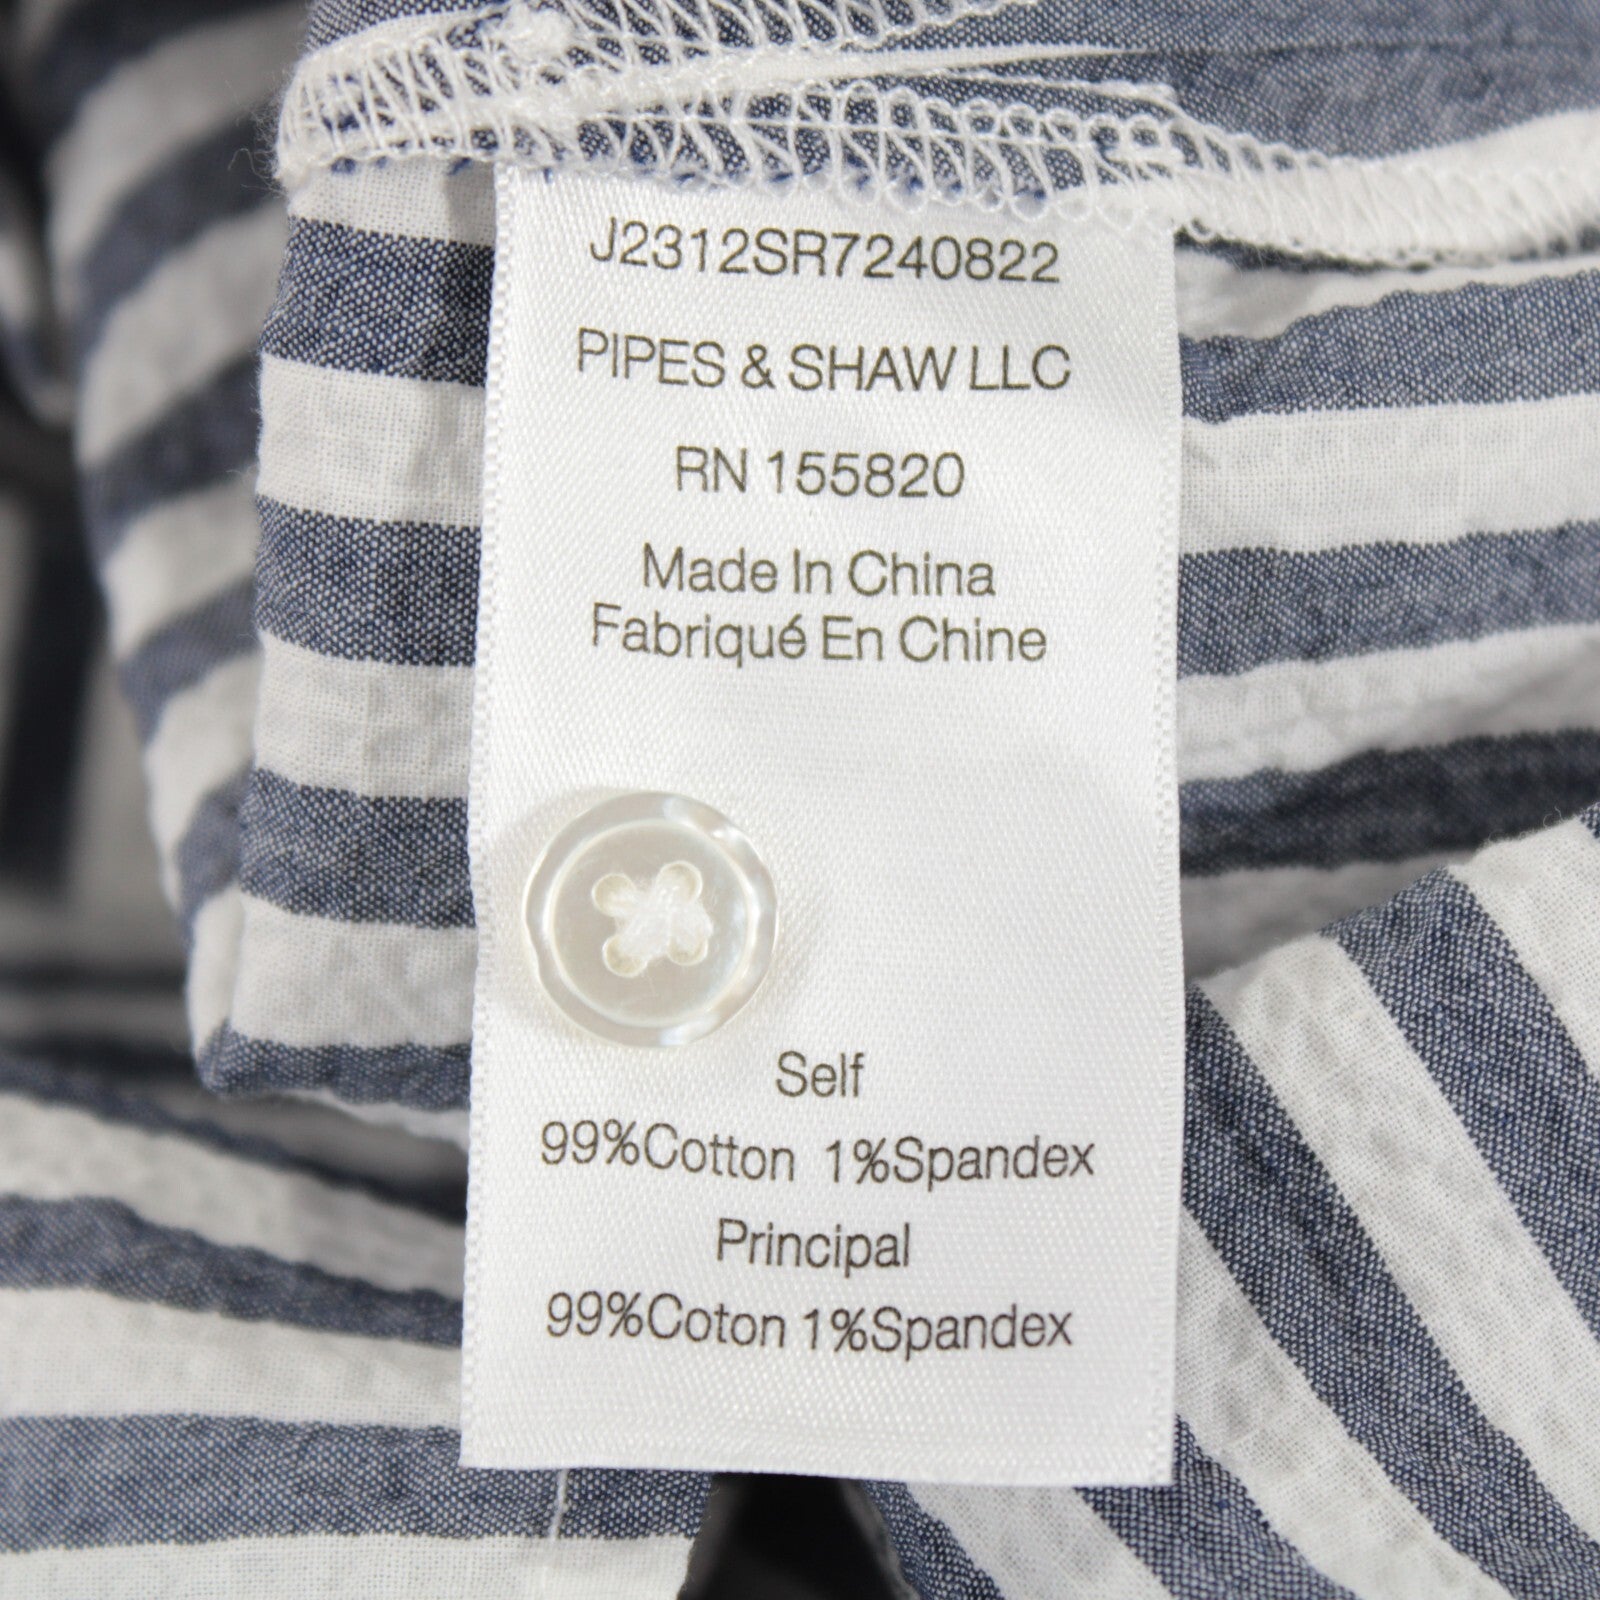 J2312SR7240822
PIPES & SHAW LLC
RN 155820
Made In China
Fabriqué En Chine
Self
99%Cotton 1%Spandex
Principal
99%Coton 1%Spandex